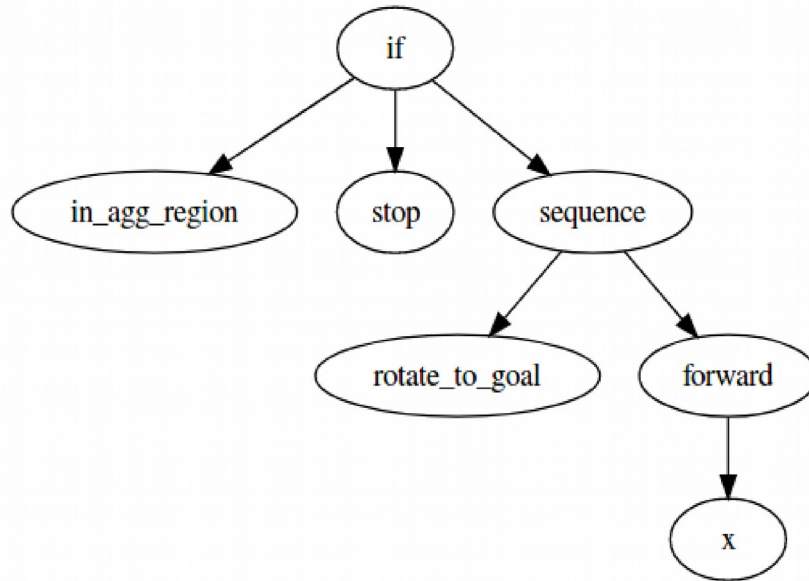 if
in_agg_region
stop
sequence
rotate_to_goal
forward
x